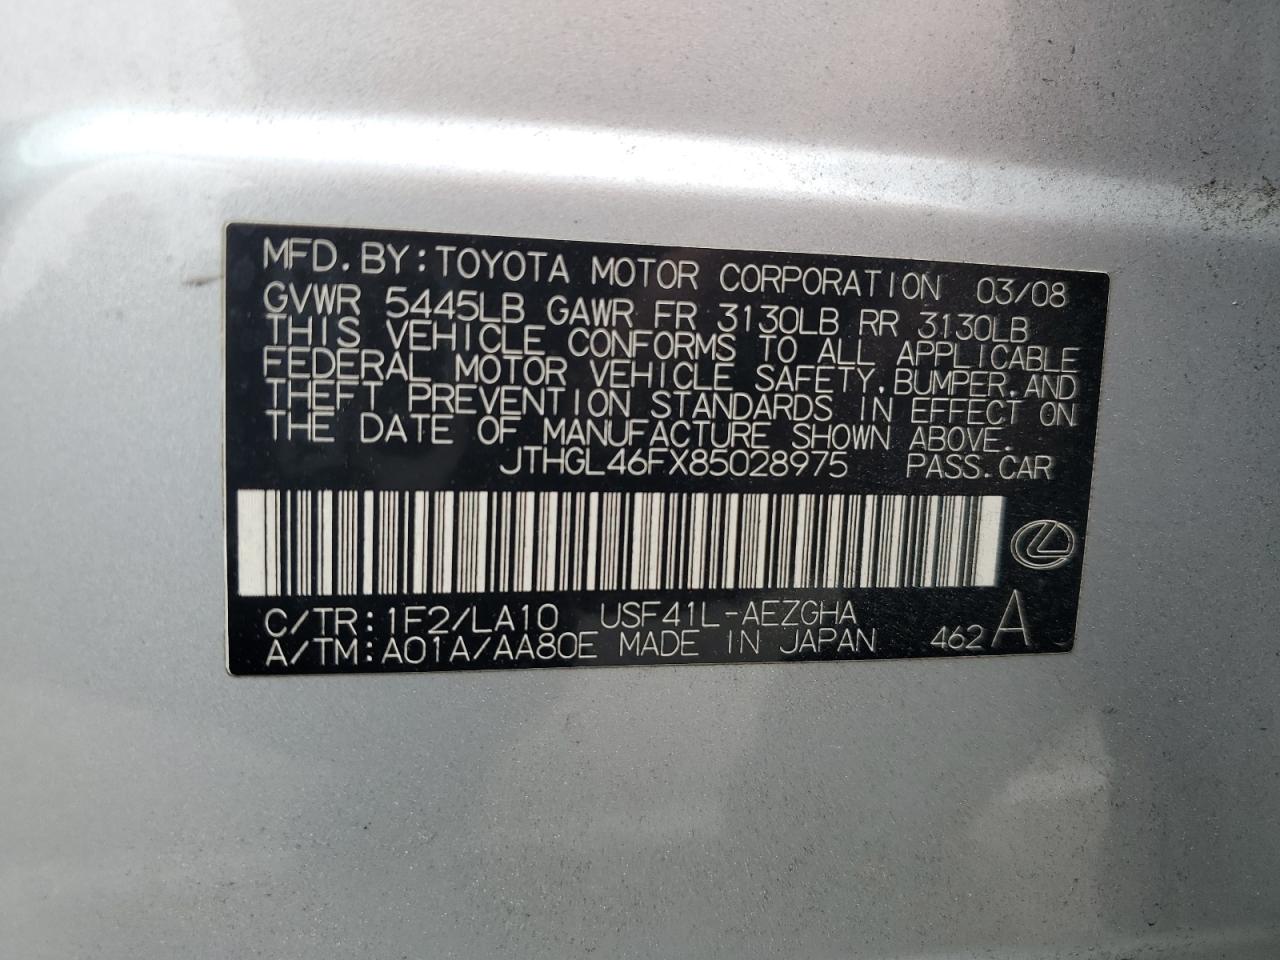 MFD.BY:TOYOTA MOTOR CORPORATION 03/08
GVWR 5445LB GAWR FR 3130LB RR 3130LB
THIS VEHICLE CONFORMS TO ALL APPLICABLE
FEDERAL MOTOR VEHICLE SAFETY,BUMPER,AND
THEFT PREVENTION STANDARDS IN EFFECT ON
THE DATE OF MANUFACTURE SHOWN ABOVE.
JTHGL46FX85028975 PASS.CAR
C/TR:1F2/LA10 USF41L-AEZGHA
A/TM:A01A/AA80E MADE IN JAPAN 462 A